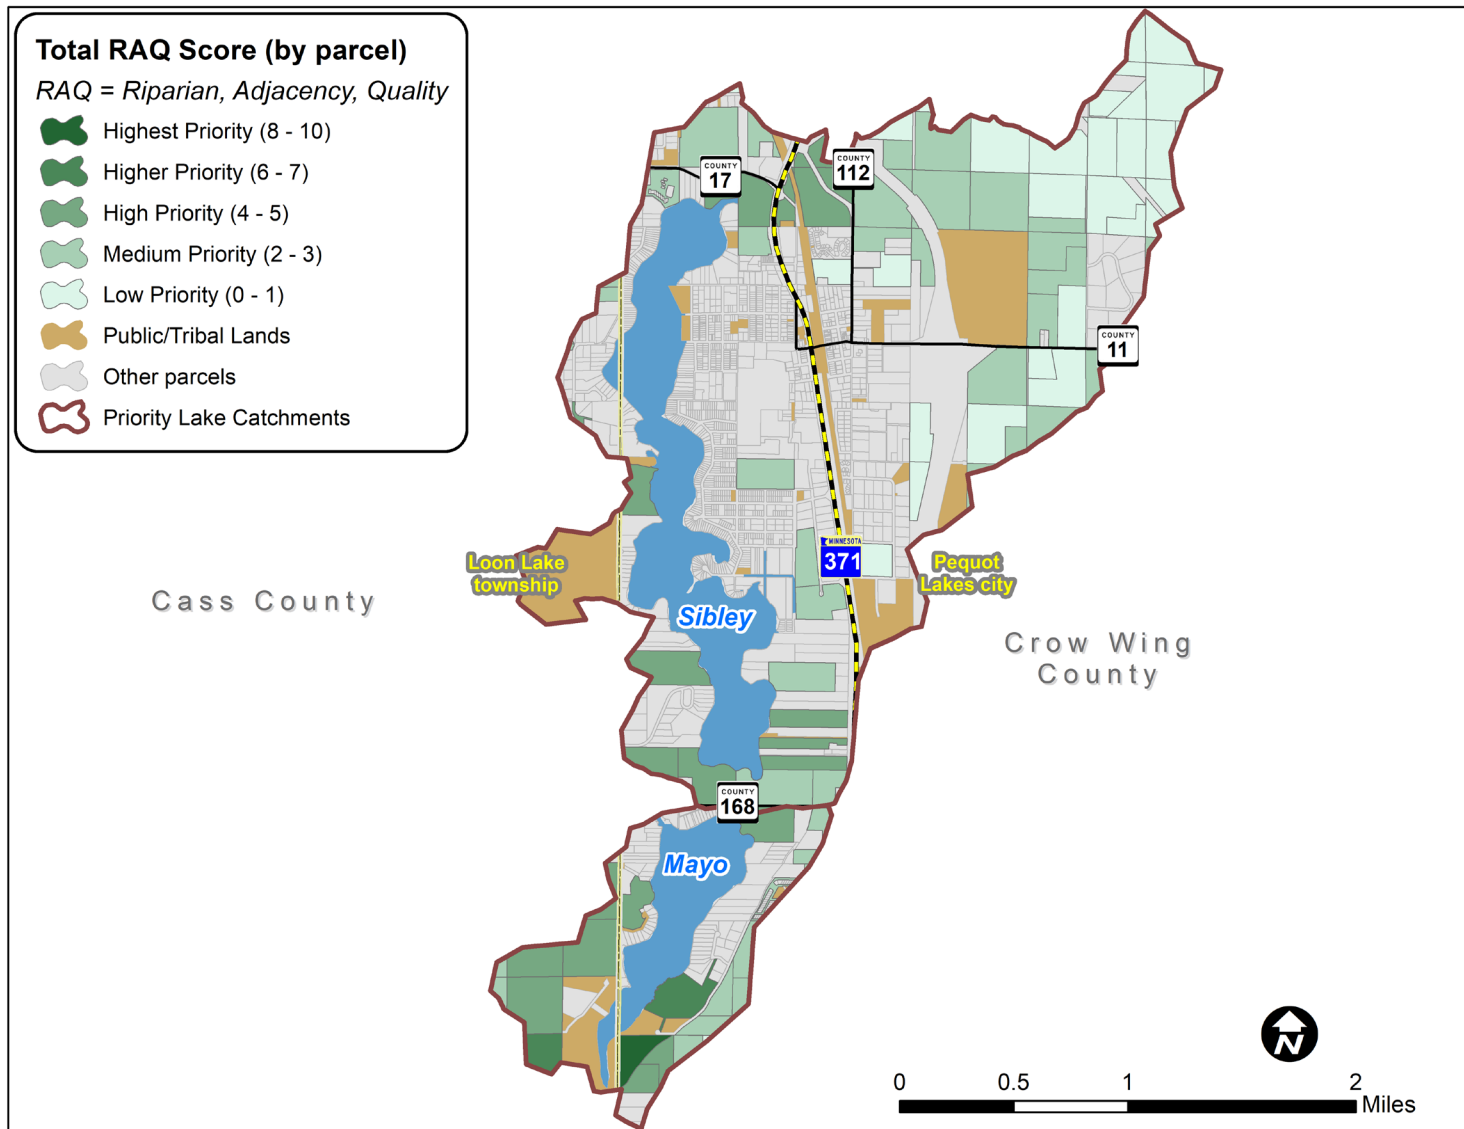 Total RAQ Score (by parcel)
RAQ = Riparian, Adjacency, Quality
Highest Priority (8 - 10)
Higher Priority (6 - 7)
High Priority (4 - 5)
Medium Priority (2 - 3)
Low Priority (0 - 1)
Public/Tribal Lands
Other parcels
Priority Lake Catchments
COUNTY
17
COUNTY
112
COUNTY
11
MINNESOTA
371
Loon Lake
township
Pequot
Lakes city
Cass County
Sibley
Crow Wing
County
COUNTY
168
Mayo
N
0
0.5
1
2
Miles